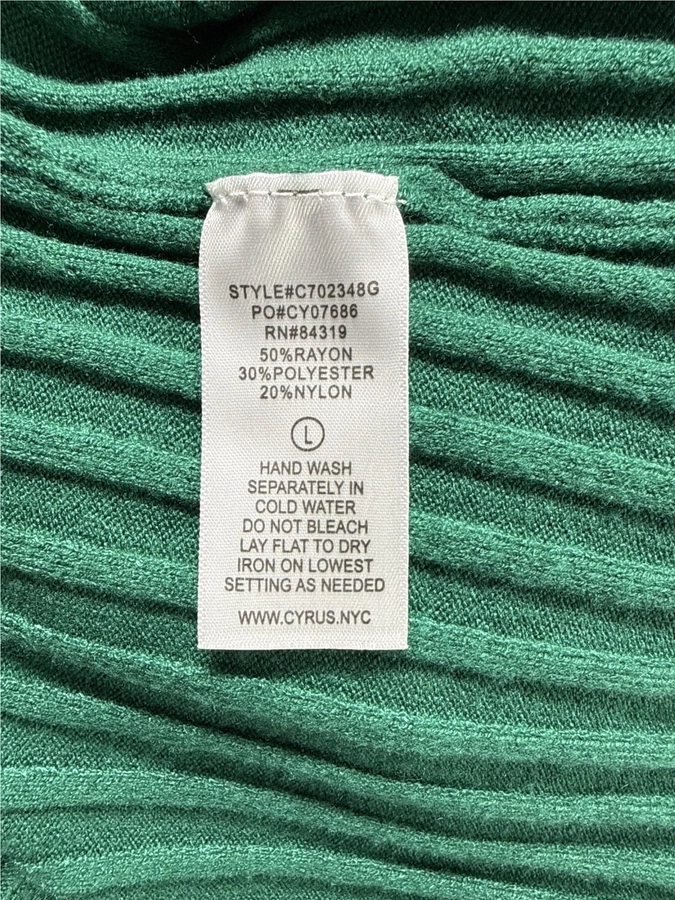 STYLE#C702348G
PO#CY07686
RN#84319
50%RAYON
30%POLYESTER
20%NYLON
L
HAND WASH
SEPARATELY IN
COLD WATER
DO NOT BLEACH
LAY FLAT TO DRY
IRON ON LOWEST
SETTING AS NEEDED
WWW.CYRUS.NYC